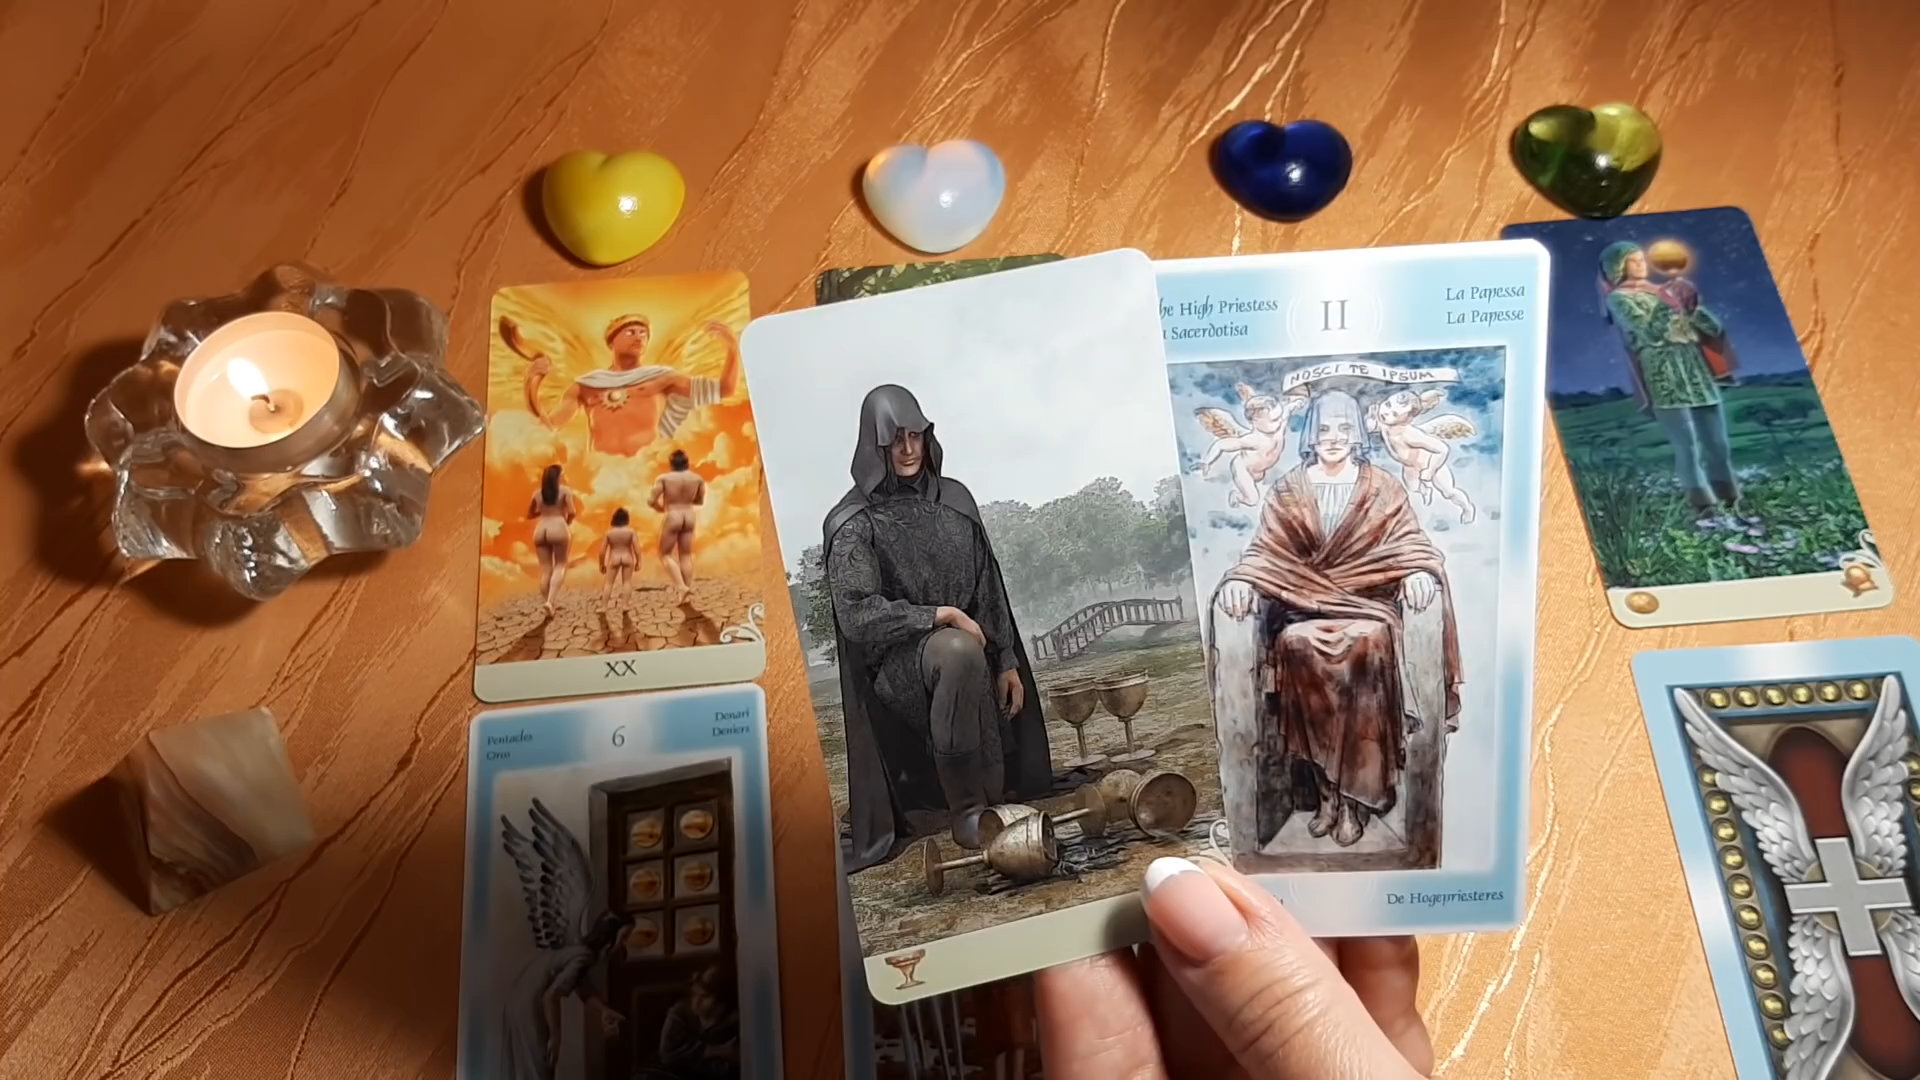 he High Priestess
a Sacerdotisa
II
La Papessa
La Papesse
NOSCI TE IPSUM
De Hogepriesteres
XX
Pentacles
Oros
6
Denari
Deniers